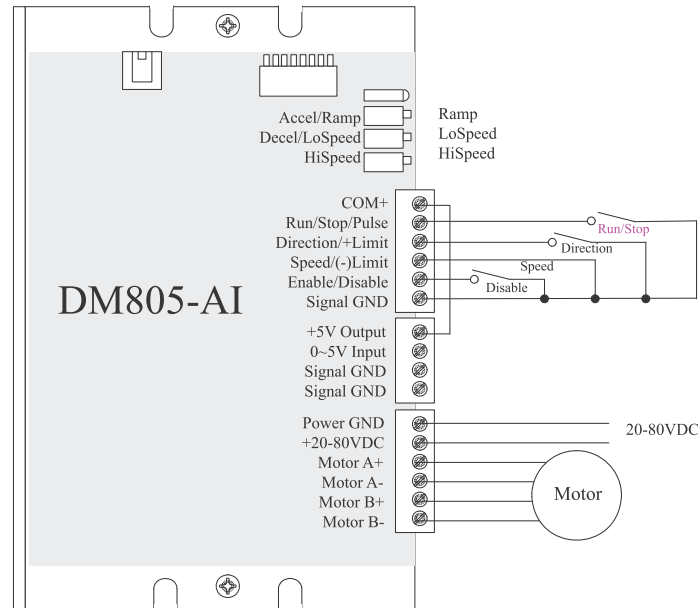 Accel/Ramp
Decel/LoSpeed
HiSpeed
Ramp
LoSpeed
HiSpeed
COM+
Run/Stop/Pulse
Direction/+Limit
Speed/(-)Limit
Enable/Disable
Signal GND
Run/Stop
Direction
Speed
Disable
DM805-AI
+5V Output
0~5V Input
Signal GND
Signal GND
Power GND
+20-80VDC
Motor A+
Motor A-
Motor B+
Motor B-
20-80VDC
Motor